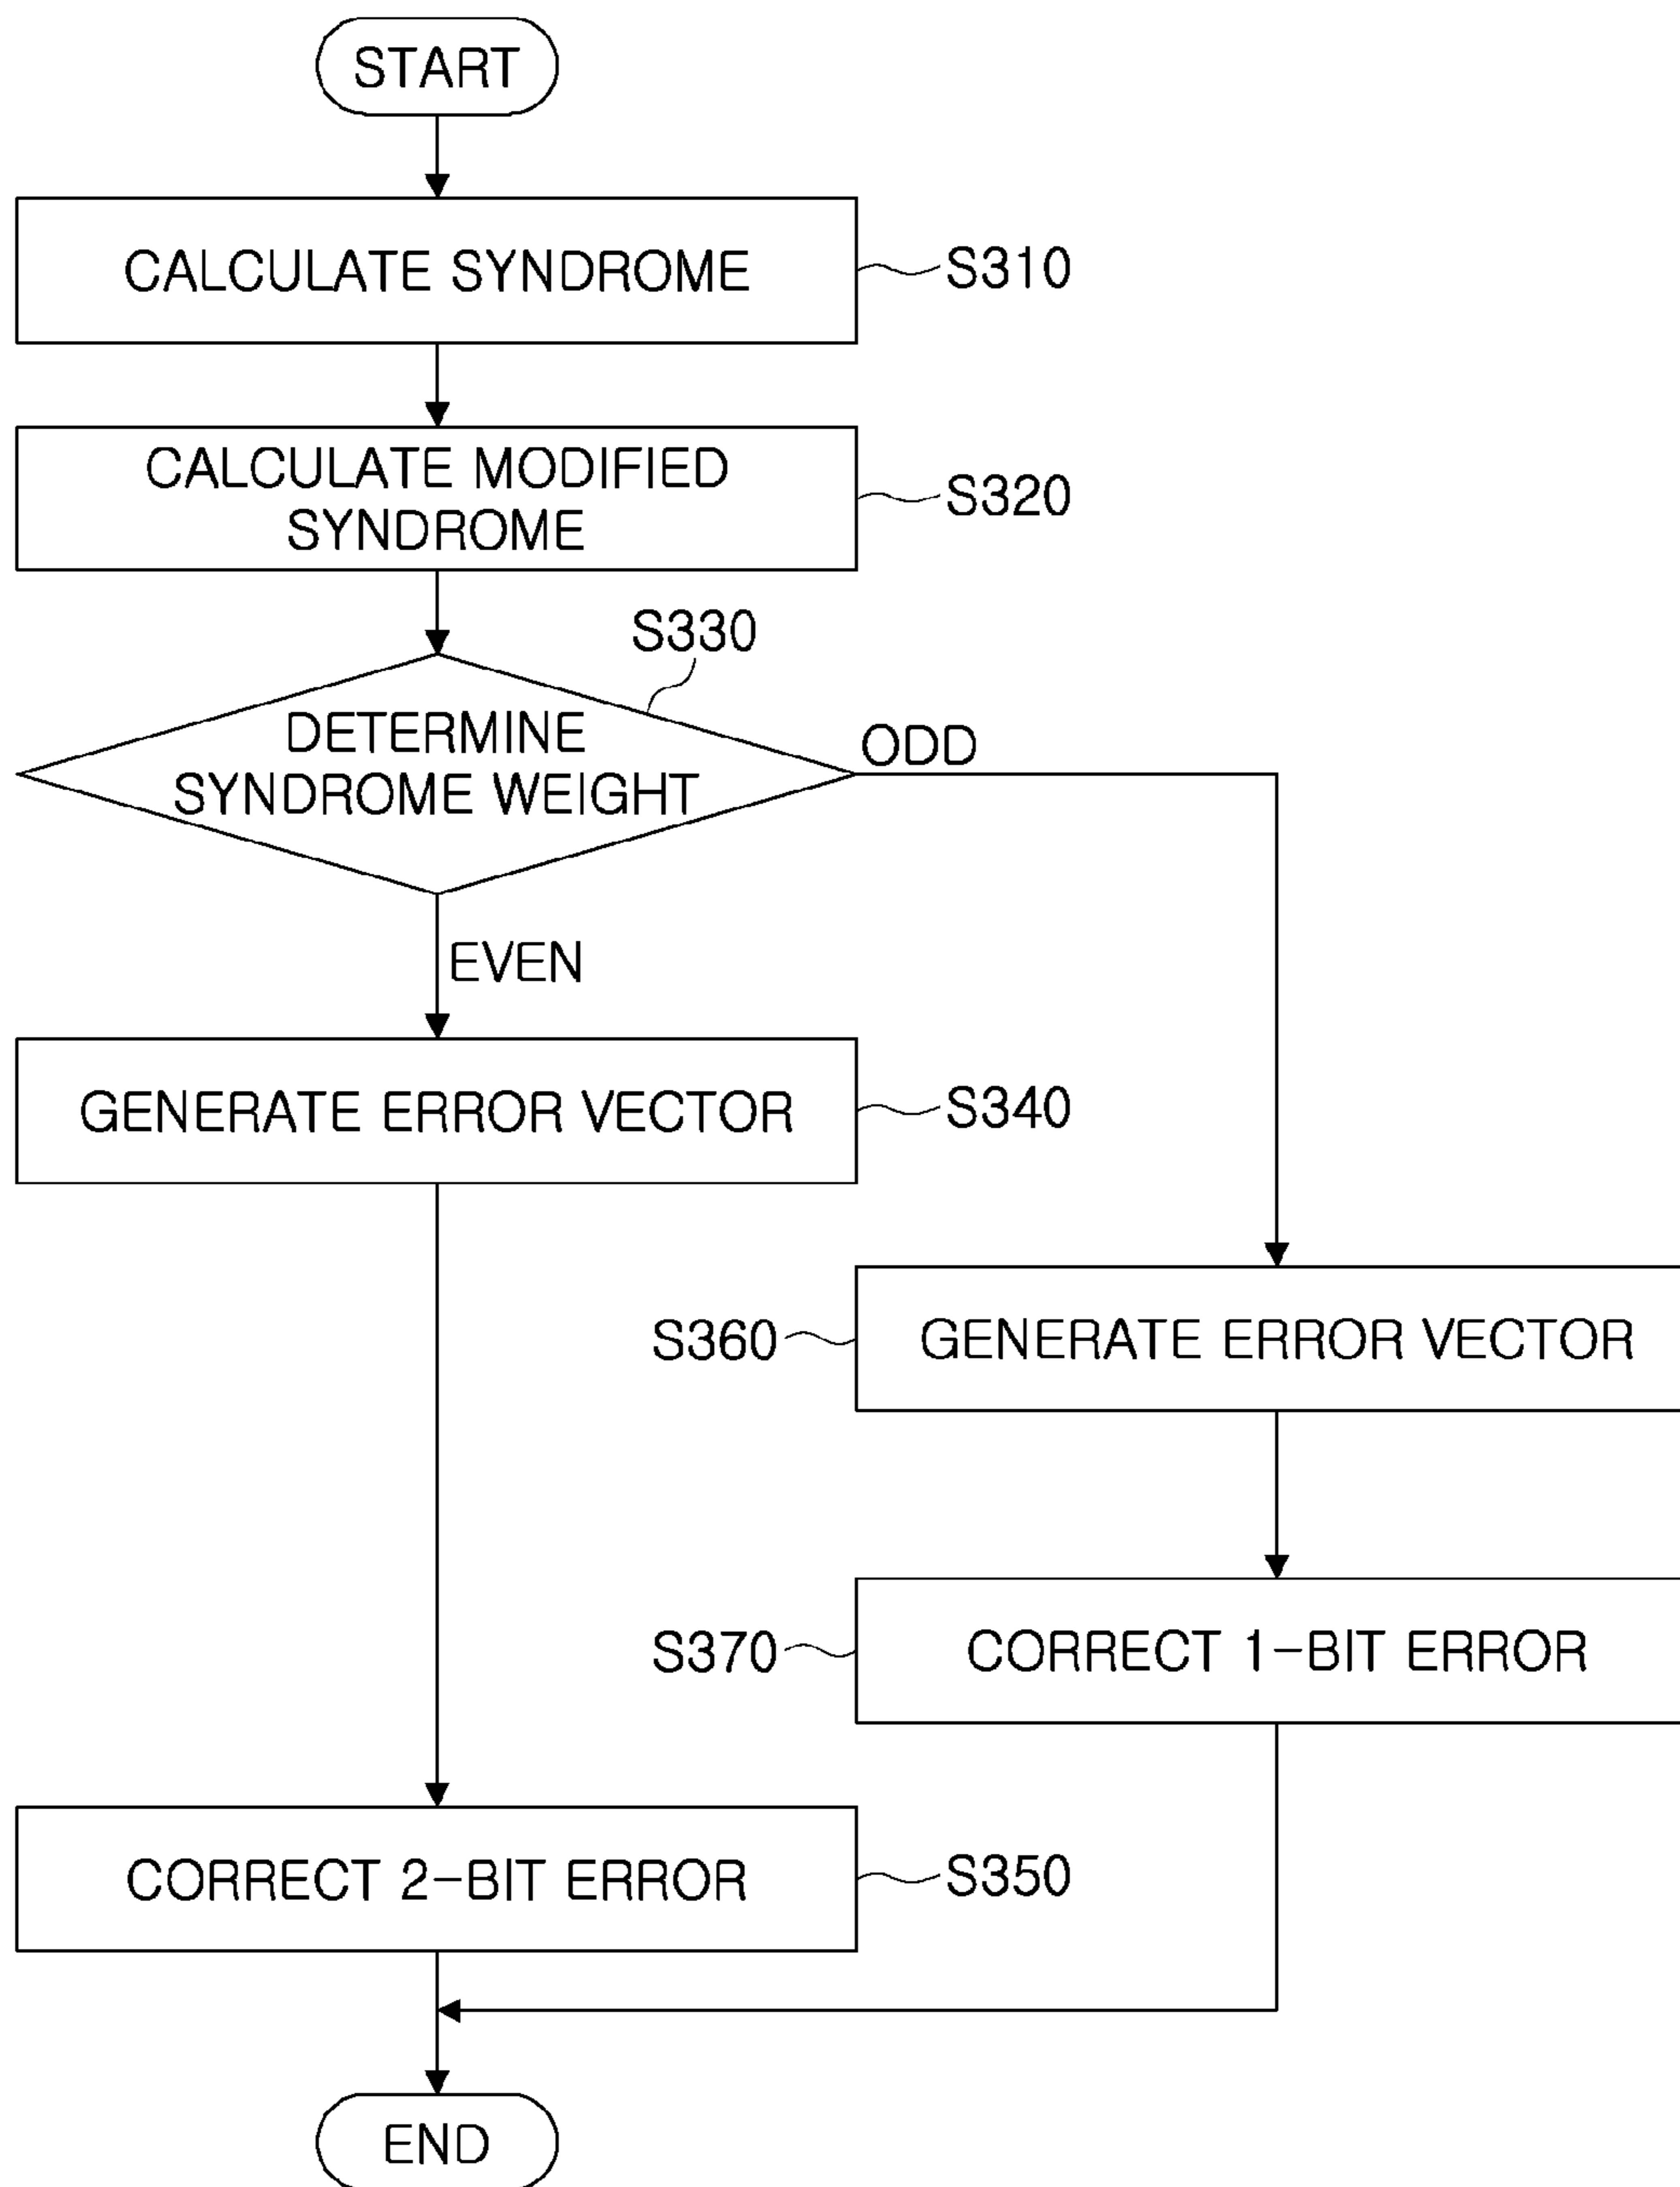 START
CALCULATE SYNDROME
S310
CALCULATE MODIFIED
SYNDROME
S320
S330
DETERMINE
SYNDROME WEIGHT
ODD
EVEN
GENERATE ERROR VECTOR
S340
S360
GENERATE ERROR VECTOR
S370
CORRECT 1-BIT ERROR
CORRECT 2-BIT ERROR
S350
END